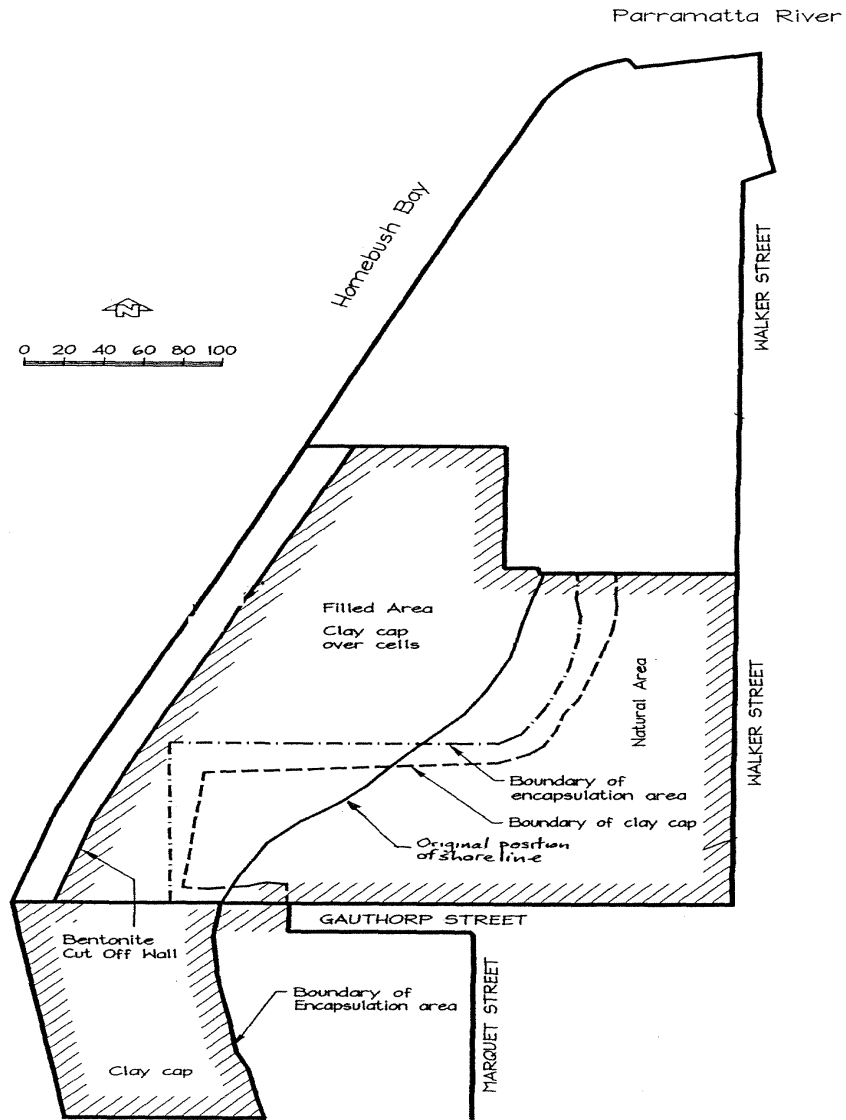 Parramatta River
Homebush Bay
WALKER STREET
N
0 20 40 60 80 100
Filled Area
Clay cap
over cells
Natural Area
WALKER STREET
Boundary of
encapsulation area
Boundary of clay cap
Original position
of shore line
GAUTHORP STREET
Bentonite
Cut Off Wall
Boundary of
Encapsulation area
MARQUET STREET
Clay cap